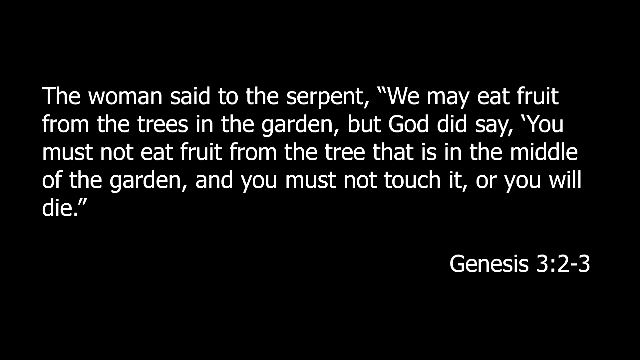 The woman said to the serpent, “We may eat fruit
from the trees in the garden, but God did say, ‘You
must not eat fruit from the tree that is in the middle
of the garden, and you must not touch it, or you will
die.”
Genesis 3:2-3